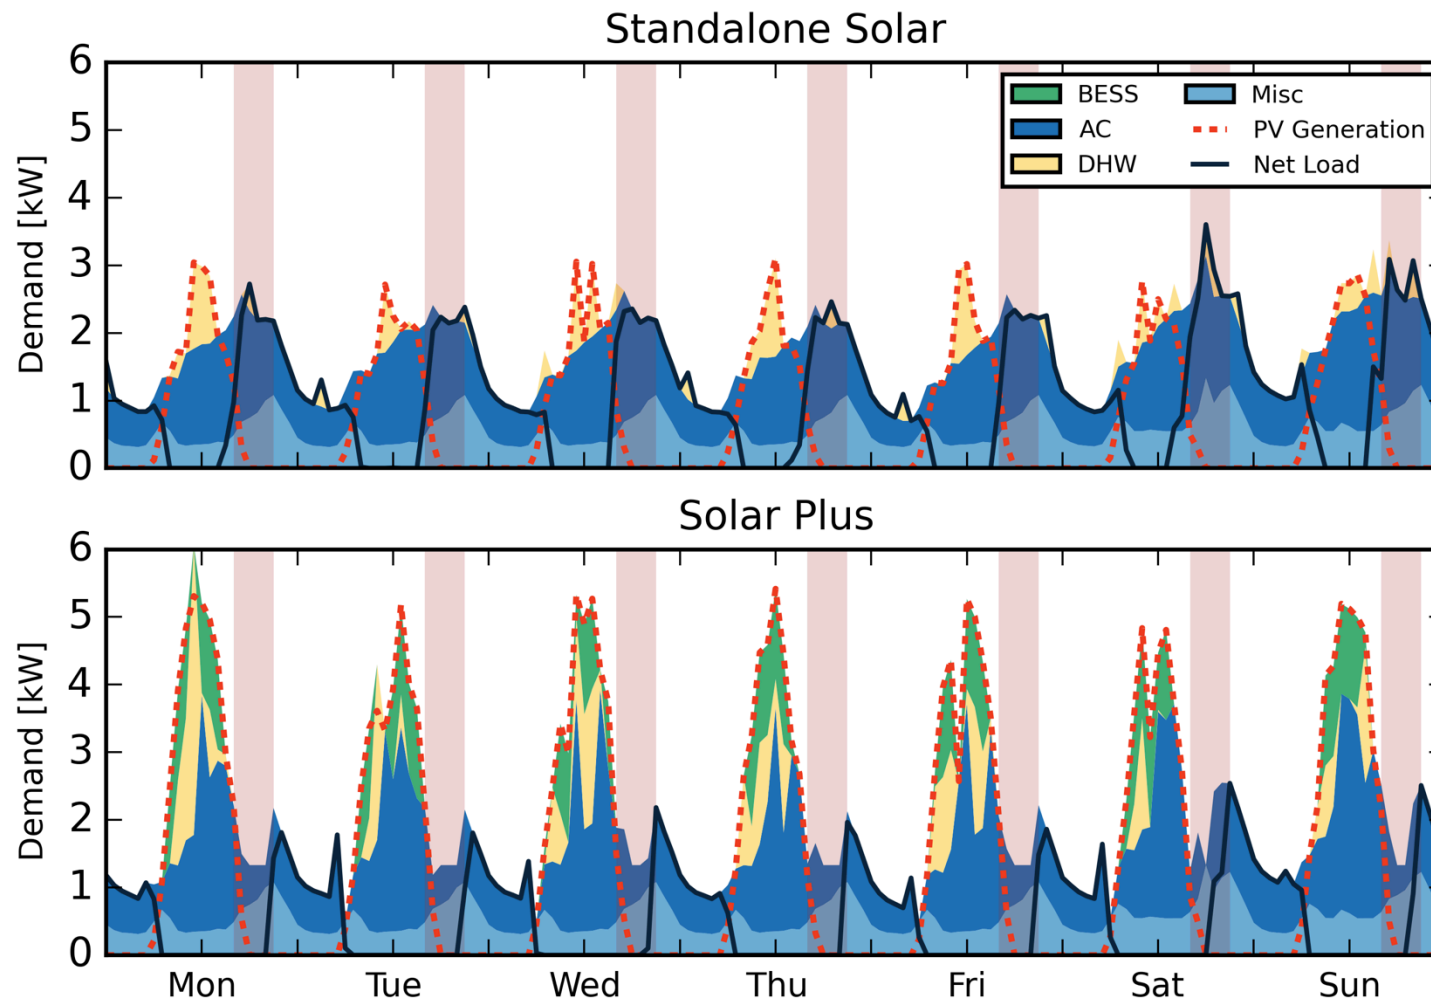 Standalone Solar
Demand [kW]
6
5
4
3
2
1
0
BESS
AC
DHW
Misc
PV Generation
Net Load
Solar Plus
Demand [kW]
6
5
4
3
2
1
0
Mon Tue Wed Thu Fri Sat Sun